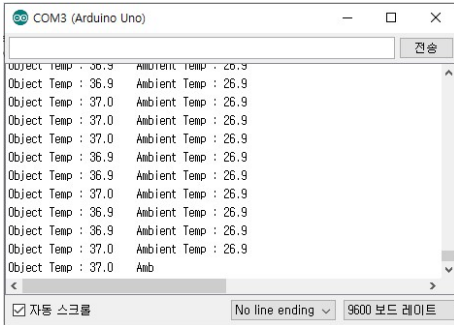 COM3 (Arduino Uno)
전송
Object Temp : 36.9 Ambient Temp : 26.9
Object Temp : 36.9 Ambient Temp : 26.9
Object Temp : 37.0 Ambient Temp : 26.9
Object Temp : 37.0 Ambient Temp : 26.9
Object Temp : 36.9 Ambient Temp : 26.9
Object Temp : 36.9 Ambient Temp : 26.9
Object Temp : 37.0 Ambient Temp : 26.9
Object Temp : 36.9 Ambient Temp : 26.9
Object Temp : 36.9 Ambient Temp : 26.9
Object Temp : 37.0 Ambient Temp : 26.9
Object Temp : 37.0 Amb
자동 스크롤
No line ending
9600 보드 레이트